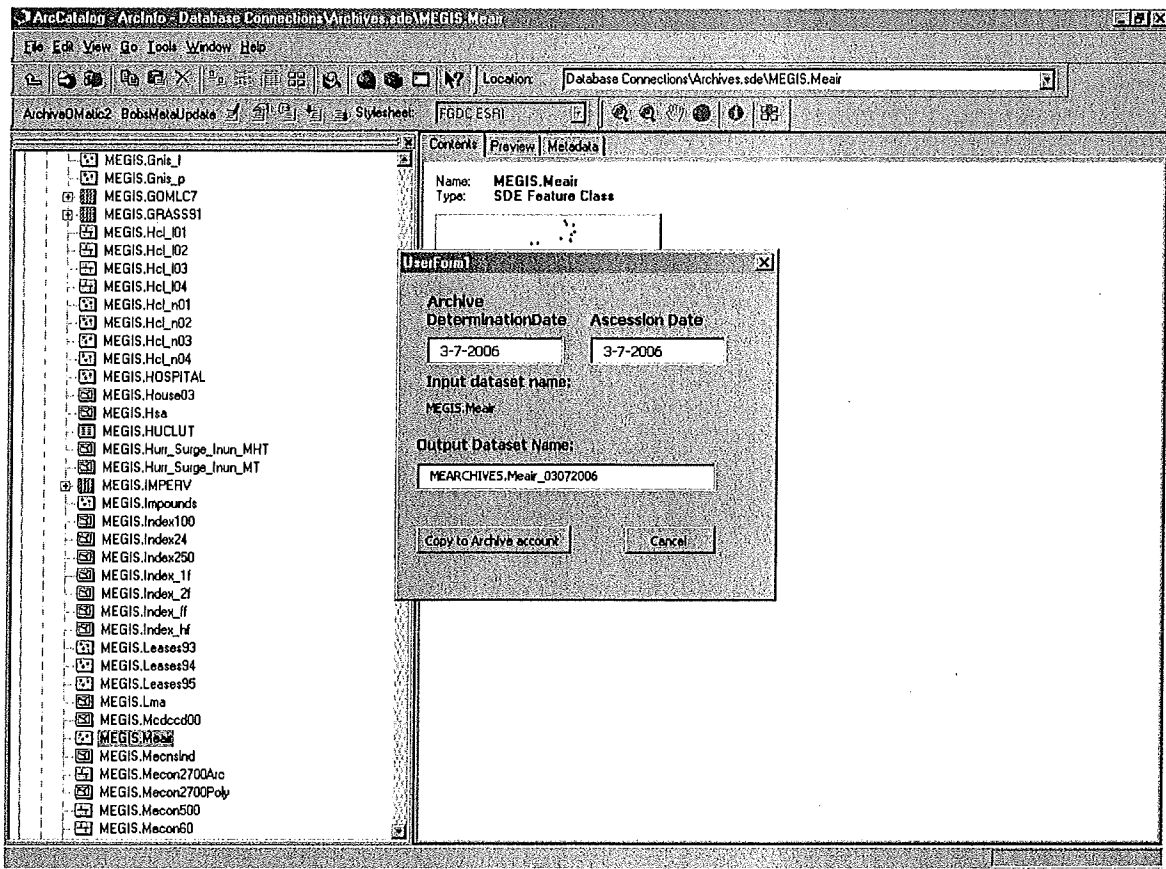 ArcCatalog - ArcInfo - Database Connections\Archives.sde\MEGIS.Meair
File Edit View Go Tools Window Help
Location: Database Connections\Archives.sde\MEGIS.Meair
ArchiveOMatic2 BobsMetaUpdate Stylesheet: FGDC ESRI
MEGIS.Gnis_l
MEGIS.Gnis_p
MEGIS.GOMLC7
MEGIS.GRASS91
MEGIS.Hcl_l01
MEGIS.Hcl_l02
MEGIS.Hcl_l03
MEGIS.Hcl_l04
MEGIS.Hcl_n01
MEGIS.Hcl_n02
MEGIS.Hcl_n03
MEGIS.Hcl_n04
MEGIS.HOSPITAL
MEGIS.House03
MEGIS.Hsa
MEGIS.HUCLUT
MEGIS.Hurr_Surge_Inun_MHT
MEGIS.Hurr_Surge_Inun_MT
MEGIS.IMPERV
MEGIS.Impounds
MEGIS.Index100
MEGIS.Index24
MEGIS.Index250
MEGIS.Index_1f
MEGIS.Index_2f
MEGIS.Index_ff
MEGIS.Index_hf
MEGIS.Leases93
MEGIS.Leases94
MEGIS.Leases95
MEGIS.Lma
MEGIS.Mcdccd00
MEGIS.Meair
MEGIS.Mecnsind
MEGIS.Mecon2700Arc
MEGIS.Mecon2700Poly
MEGIS.Mecon500
MEGIS.Mecon60
Contents Preview Metadata
Name: MEGIS.Meair
Type: SDE Feature Class
UserForm1
Archive
DeterminationDate Ascession Date
3-7-2006 3-7-2006
Input dataset name:
MEGIS.Meair
Output Dataset Name:
MEARCHIVES.Meair_03072006
Copy to Archive account Cancel